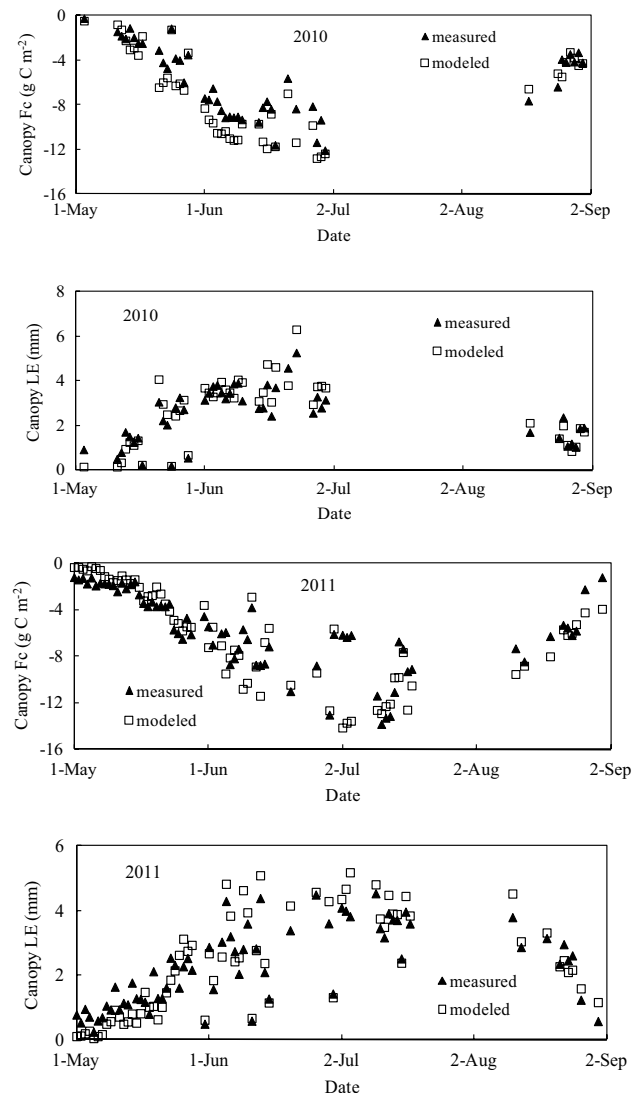 0
-4
-8
-12
-16
Canopy Fc (g C m⁻²)
2010
measured
modeled
1-May 1-Jun 2-Jul 2-Aug 2-Sep
Date
8
6
4
2
0
Canopy LE (mm)
2010
measured
modeled
1-May 1-Jun 2-Jul 2-Aug 2-Sep
Date
0
-4
-8
-12
-16
Canopy Fc (g C m⁻²)
2011
measured
modeled
1-May 1-Jun 2-Jul 2-Aug 2-Sep
Date
6
4
2
0
Canopy LE (mm)
2011
measured
modeled
1-May 1-Jun 2-Jul 2-Aug 2-Sep
Date